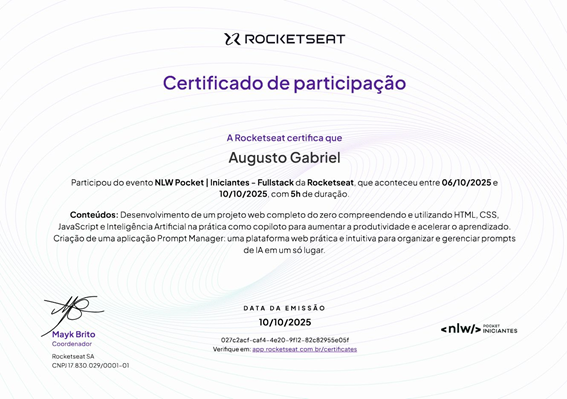 ROCKETSEAT
Certificado de participação
A Rocketseat certifica que
Augusto Gabriel
Participou do evento NLW Pocket | Iniciantes - Fullstack da Rocketseat, que aconteceu entre 06/10/2025 e
10/10/2025, com 5h de duração.
Conteúdos: Desenvolvimento de um projeto web completo do zero compreendendo e utilizando HTML, CSS,
JavaScript e Inteligência Artificial na prática como copiloto para aumentar a produtividade e acelerar o aprendizado.
Criação de uma aplicação Prompt Manager: uma plataforma web prática e intuitiva para organizar e gerenciar prompts
de IA em um só lugar.
Mayk Brito
Coordenador
Rocketseat SA
CNPJ 17.830.029/0001-01
DATA DA EMISSÃO
10/10/2025
027c2acf-caf4-4e20-9f12-82c82955e05f
Verifique em: app.rocketseat.com.br/certificates
<nlw/> POCKET
INICIANTES